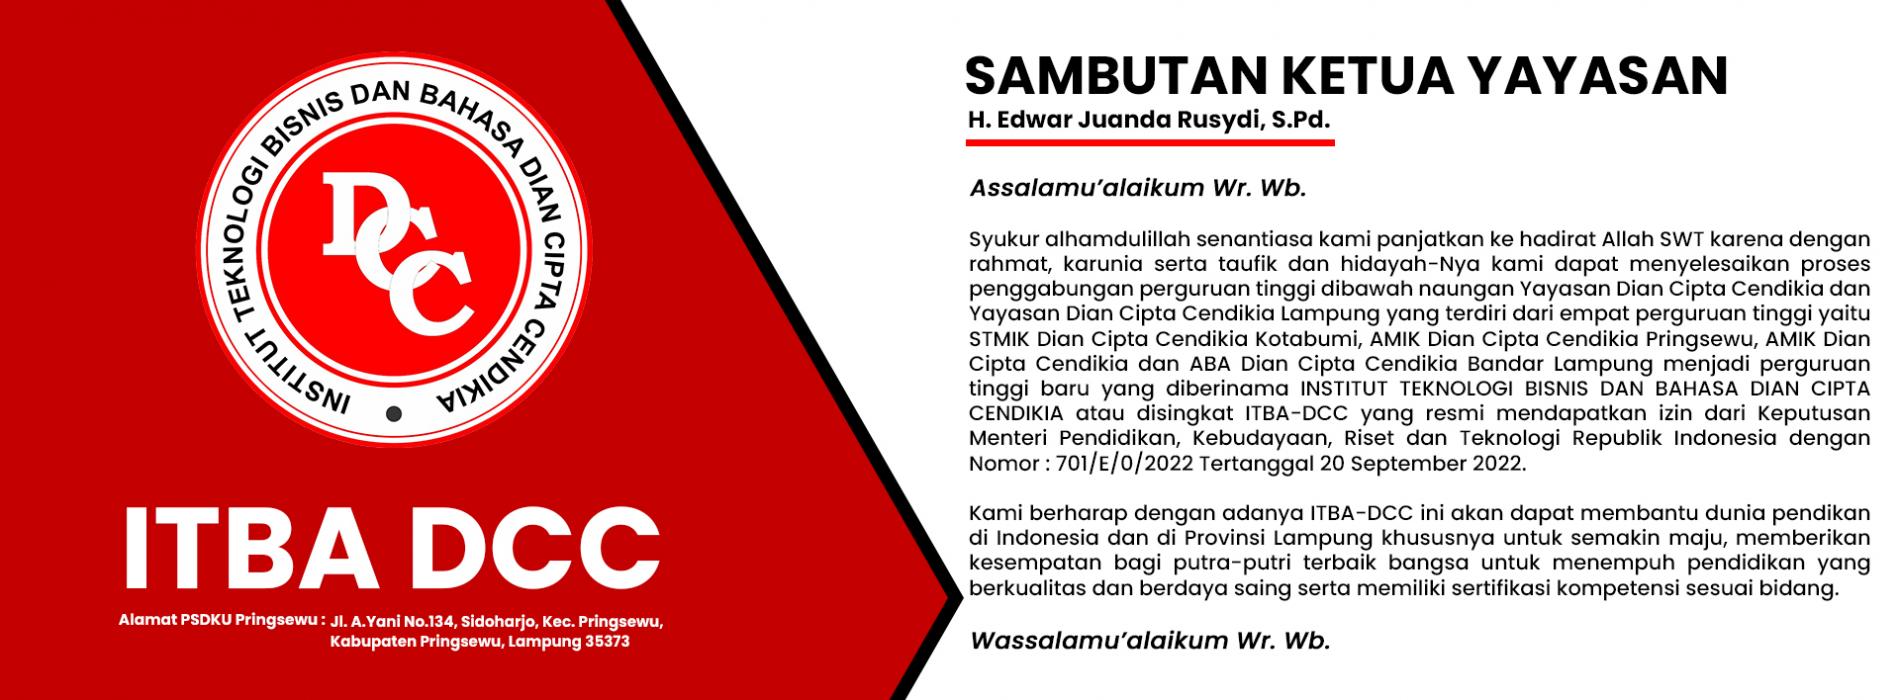 INSTITUT TEKNOLOGI BISNIS DAN BAHASA DIAN CIPTA CENDIKIA
DCC
ITBA DCC
Alamat PSDKU Pringsewu : Jl. A.Yani No.134, Sidoharjo, Kec. Pringsewu,
Kabupaten Pringsewu, Lampung 35373
SAMBUTAN KETUA YAYASAN
H. Edwar Juanda Rusydi, S.Pd.
Assalamu’alaikum Wr. Wb.
Syukur alhamdulillah senantiasa kami panjatkan ke hadirat Allah SWT karena dengan
rahmat, karunia serta taufik dan hidayah-Nya kami dapat menyelesaikan proses
penggabungan perguruan tinggi dibawah naungan Yayasan Dian Cipta Cendikia dan
Yayasan Dian Cipta Cendikia Lampung yang terdiri dari empat perguruan tinggi yaitu
STMIK Dian Cipta Cendikia Kotabumi, AMIK Dian Cipta Cendikia Pringsewu, AMIK Dian
Cipta Cendikia dan ABA Dian Cipta Cendikia Bandar Lampung menjadi perguruan
tinggi baru yang diberinama INSTITUT TEKNOLOGI BISNIS DAN BAHASA DIAN CIPTA
CENDIKIA atau disingkat ITBA-DCC yang resmi mendapatkan izin dari Keputusan
Menteri Pendidikan, Kebudayaan, Riset dan Teknologi Republik Indonesia dengan
Nomor : 701/E/0/2022 Tertanggal 20 September 2022.
Kami berharap dengan adanya ITBA-DCC ini akan dapat membantu dunia pendikan
di Indonesia dan di Provinsi Lampung khususnya untuk semakin maju, memberikan
kesempatan bagi putra-putri terbaik bangsa untuk menempuh pendidikan yang
berkualitas dan berdaya saing serta memiliki sertifikasi kompetensi sesuai bidang.
Wassalamu’alaikum Wr. Wb.